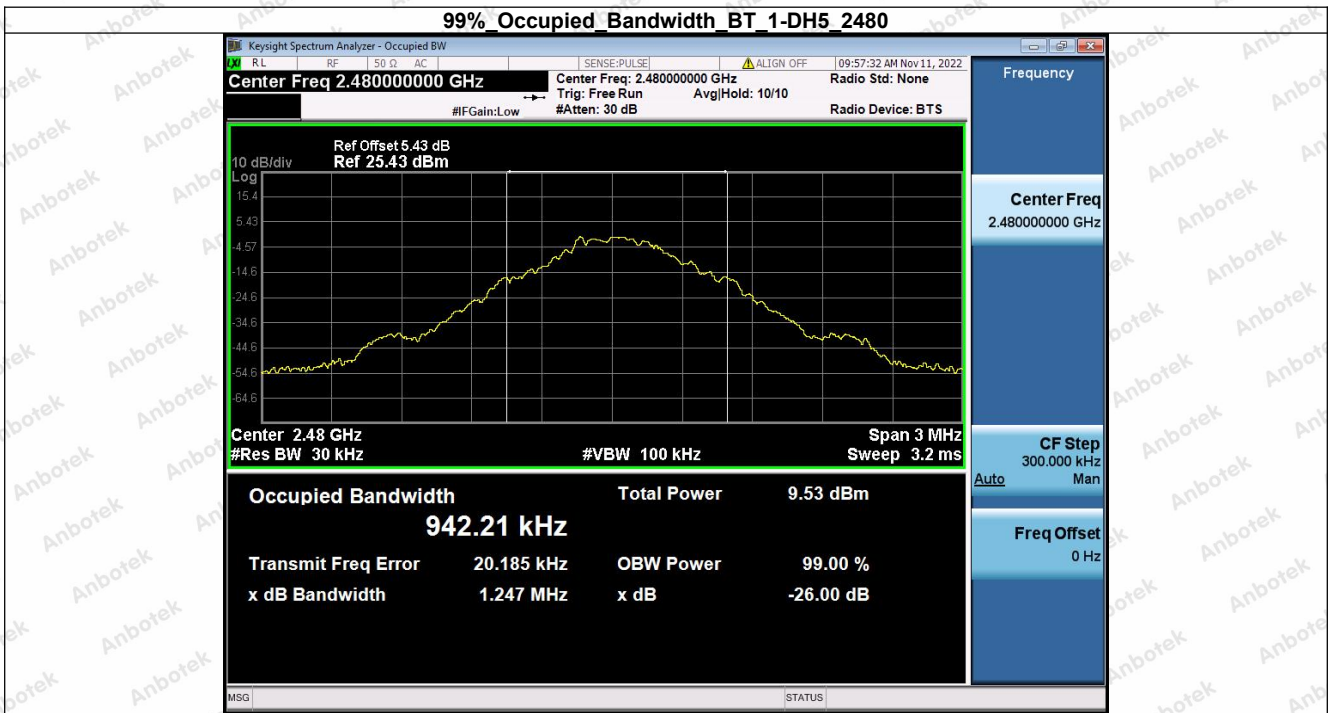 99%_Occupied_Bandwidth_BT_1-DH5_2480
Keysight Spectrum Analyzer - Occupied BW
LXI RL RF 50 Ω AC SENSE:PULSE ALIGN OFF 09:57:32 AM Nov 11, 2022
Center Freq 2.480000000 GHz
Center Freq: 2.480000000 GHz Radio Std: None
Trig: Free Run Avg|Hold: 10/10
#IFGain:Low #Atten: 30 dB Radio Device: BTS
Ref Offset 5.43 dB
10 dB/div Ref 25.43 dBm
Log
15.4
5.43
-4.57
-14.6
-24.6
-34.6
-44.6
-54.6
-64.6
Center 2.48 GHz Span 3 MHz
#Res BW 30 kHz #VBW 100 kHz Sweep 3.2 ms
Occupied Bandwidth Total Power 9.53 dBm
942.21 kHz
Transmit Freq Error 20.185 kHz OBW Power 99.00 %
x dB Bandwidth 1.247 MHz x dB -26.00 dB
MSG STATUS
Frequency
Center Freq
2.480000000 GHz
CF Step
300.000 kHz
Auto Man
Freq Offset
0 Hz
Anbotek